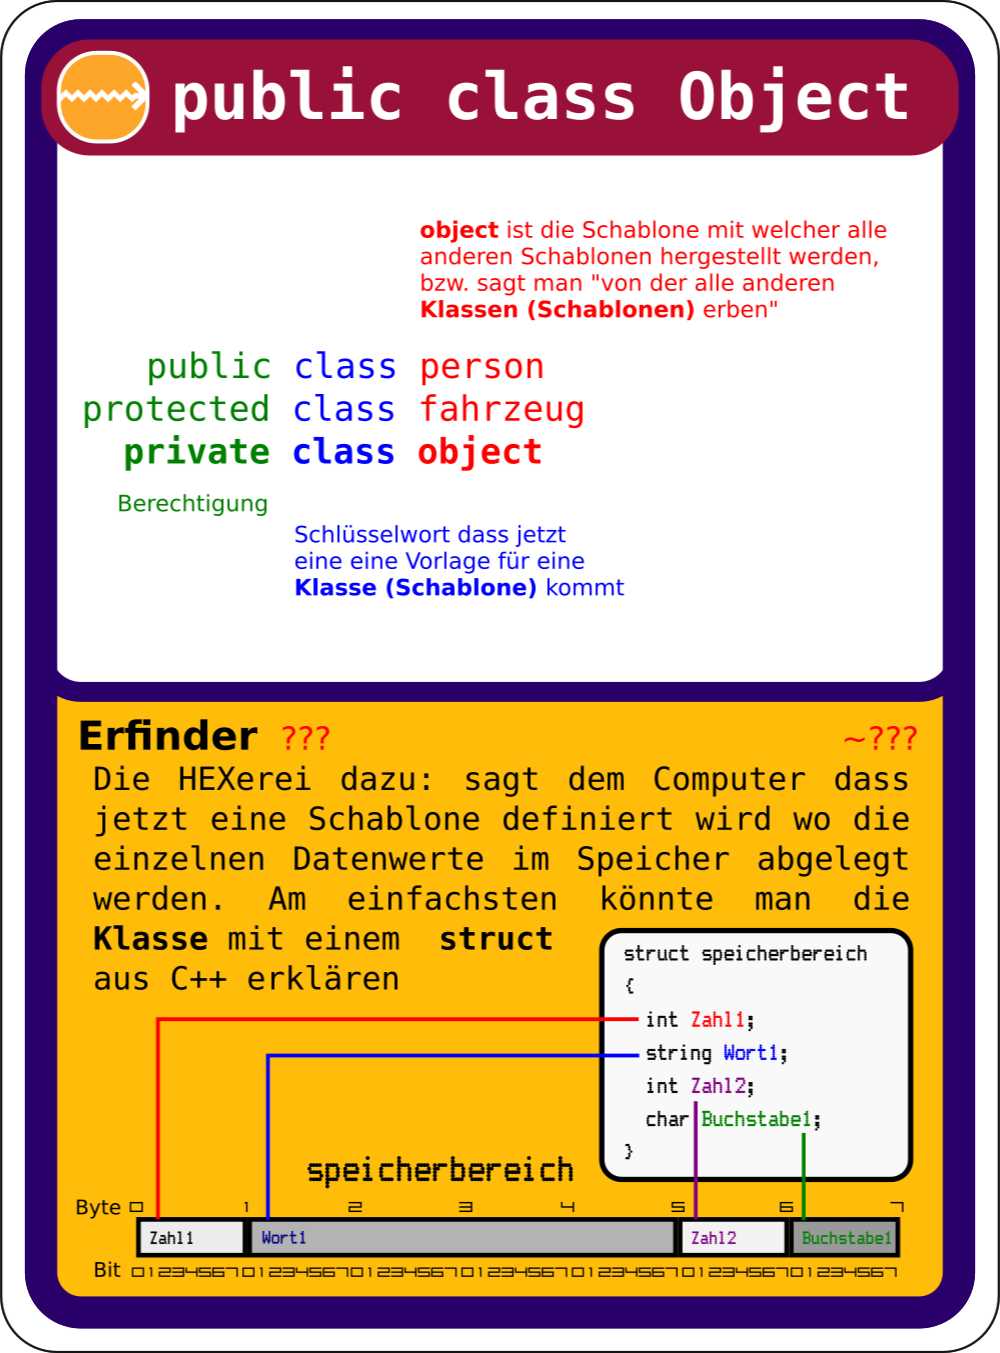 public class Object
object ist die Schablone mit welcher alle
anderen Schablonen hergestellt werden,
bzw. sagt man "von der alle anderen
Klassen (Schablonen) erben"
public class person
protected class fahrzeug
private class object
Berechtigung
Schlüsselwort dass jetzt
eine eine Vorlage für eine
Klasse (Schablone) kommt
Erfinder ??? ~???
Die HEXerei dazu: sagt dem Computer dass
jetzt eine Schablone definiert wird wo die
einzelnen Datenwerte im Speicher abgelegt
werden. Am einfachsten könnte man die
Klasse mit einem struct
aus C++ erklären
struct speicherbereich
{
int Zahl1;
string Wort1;
int Zahl2;
char Buchstabe1;
}
speicherbereich
Byte 0 1 2 3 4 5 6 7
Zahl1 Wort1 Zahl2 Buchstabe1
Bit 01234567012345670123456701234567012345670123456701234567